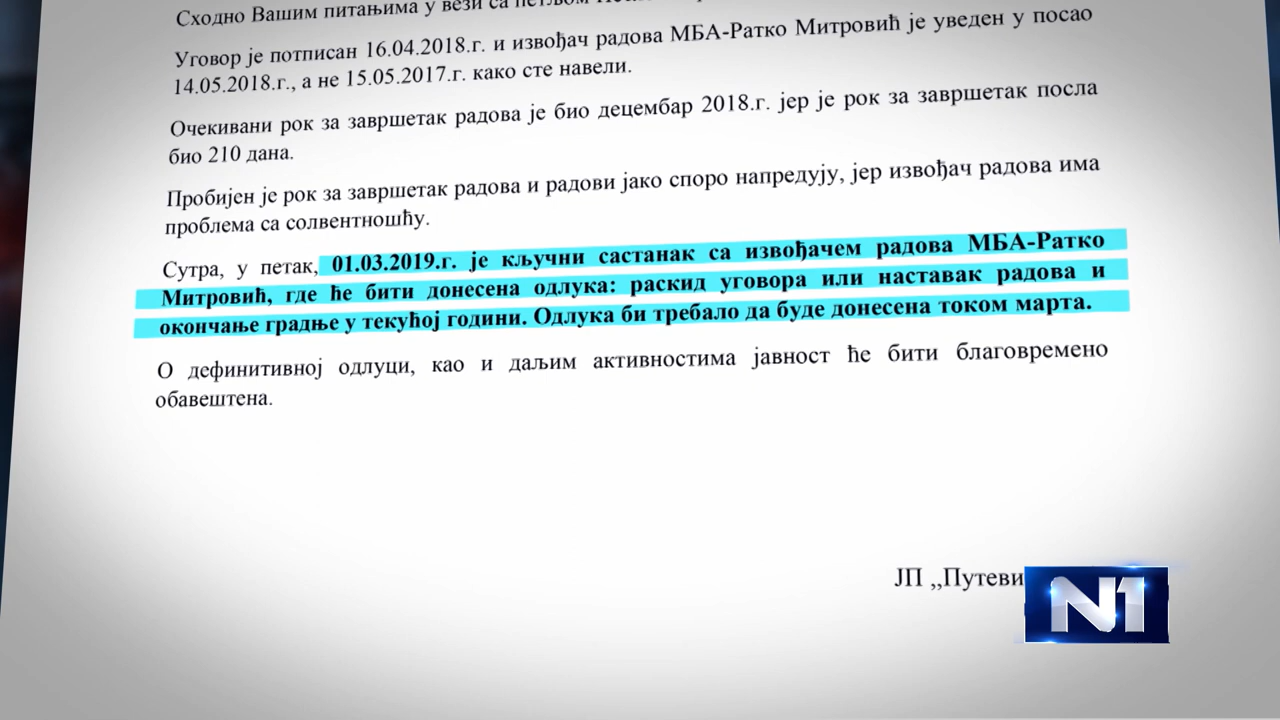 Сходно Вашим питањима у вези са петљом
Уговор је потписан 16.04.2018.г. и извођач радова МБА-Ратко Митровић је уведен у посао
14.05.2018.г., а не 15.05.2017.г. како сте навели.
Очекивани рок за завршетак радова је био децембар 2018.г. јер је рок за завршетак посла
био 210 дана.
Пробијен је рок за завршетак радова и радови јако споро напредују, јер извођач радова има
проблема са солвентношћу.
Сутра, у петак, 01.03.2019.г. је кључни састанак са извођачем радова МБА-Ратко
Митровић, где ће бити донесена одлука: раскид уговора или наставак радова и
окончање градње у текућој години. Одлука би требало да буде донесена током марта.
О дефинитивној одлуци, као и даљим активностима јавност ће бити благовремено
обавештена.
ЈП ,,Путеви
N1